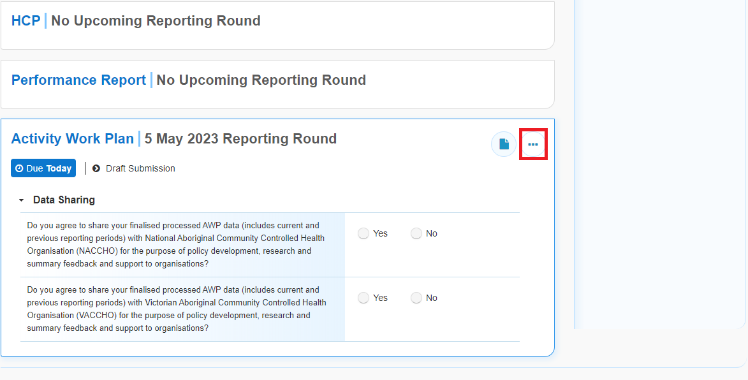 HCP | No Upcoming Reporting Round
Performance Report | No Upcoming Reporting Round
Activity Work Plan | 5 May 2023 Reporting Round
Due Today | Draft Submission
Data Sharing
Do you agree to share your finalised processed AWP data (includes current and
previous reporting periods) with National Aboriginal Community Controlled Health
Organisation (NACCHO) for the purpose of policy development, research and
summary feedback and support to organisations?
Yes No
Do you agree to share your finalised processed AWP data (includes current and
previous reporting periods) with Victorian Aboriginal Community Controlled Health
Organisation (VACCHO) for the purpose of policy development, research and
summary feedback and support to organisations?
Yes No